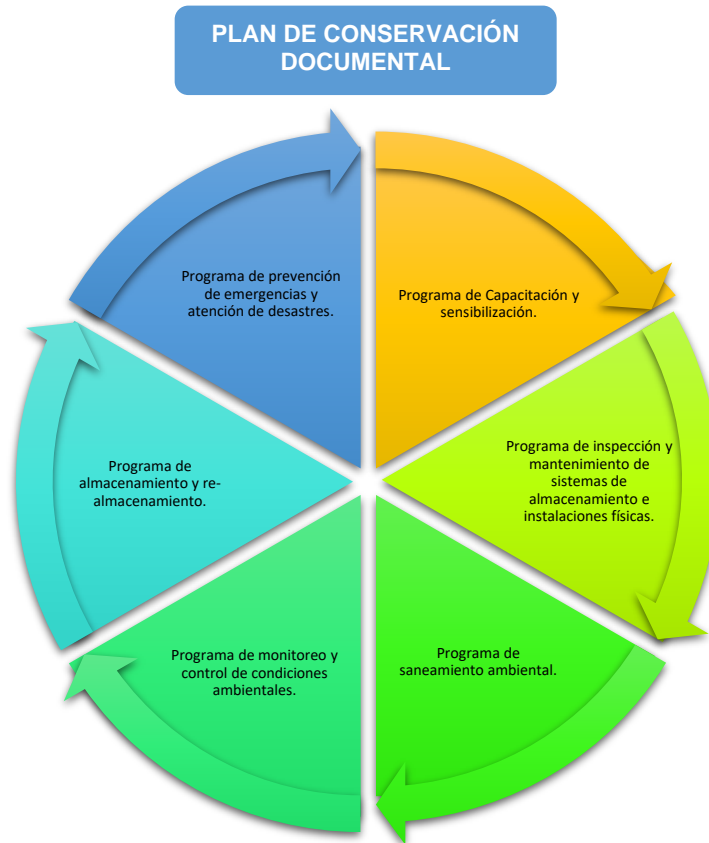 PLAN DE CONSERVACIÓN
DOCUMENTAL
Programa de prevención
de emergencias y
atención de desastres.
Programa de Capacitación y
sensibilización.
Programa de inspección y
mantenimiento de
sistemas de
almacenamiento e
instalaciones físicas.
Programa de
saneamiento ambiental.
Programa de monitoreo y
control de condiciones
ambientales.
Programa de
almacenamiento y re-
almacenamiento.